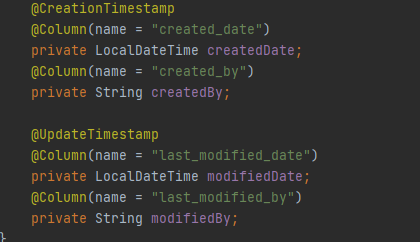 @CreationTimestamp
@Column(name = "created_date")
private LocalDateTime createdDate;
@Column(name = "created_by")
private String createdBy;
@UpdateTimestamp
@Column(name = "last_modified_date")
private LocalDateTime modifiedDate;
@Column(name = "last_modified_by")
private String modifiedBy;
}